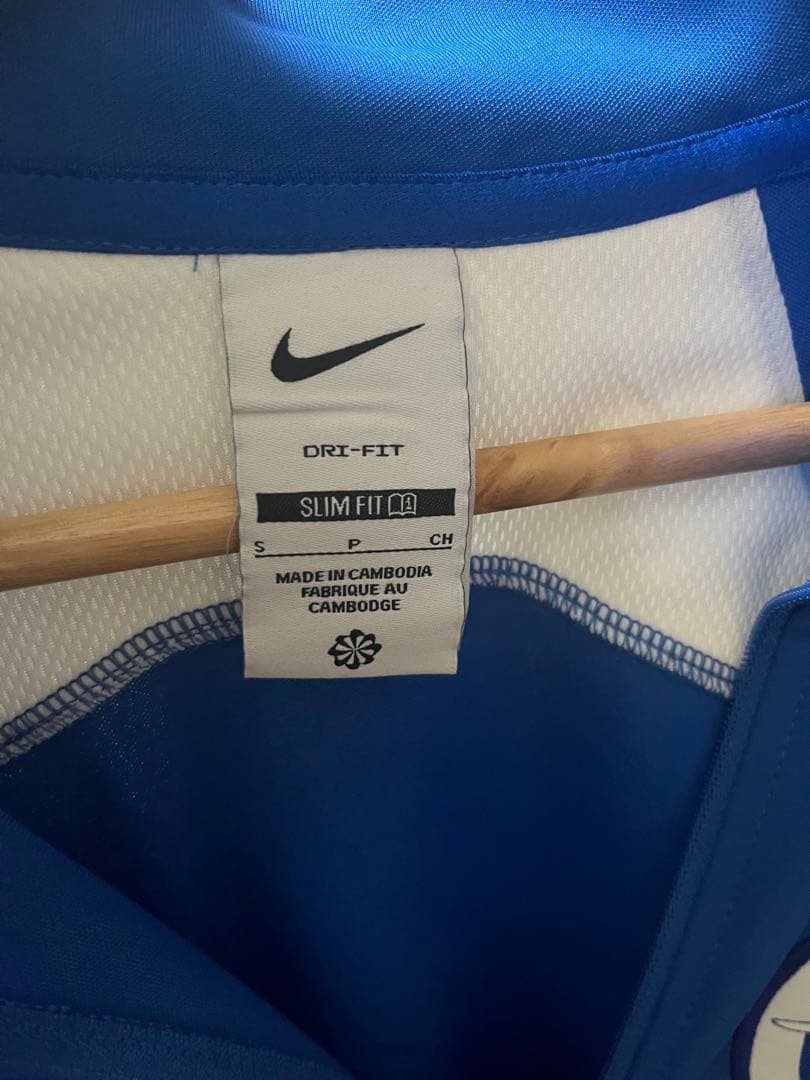 DRI-FIT
SLIM FIT
S P CH
MADE IN CAMBODIA
FABRIQUE AU
CAMBODGE